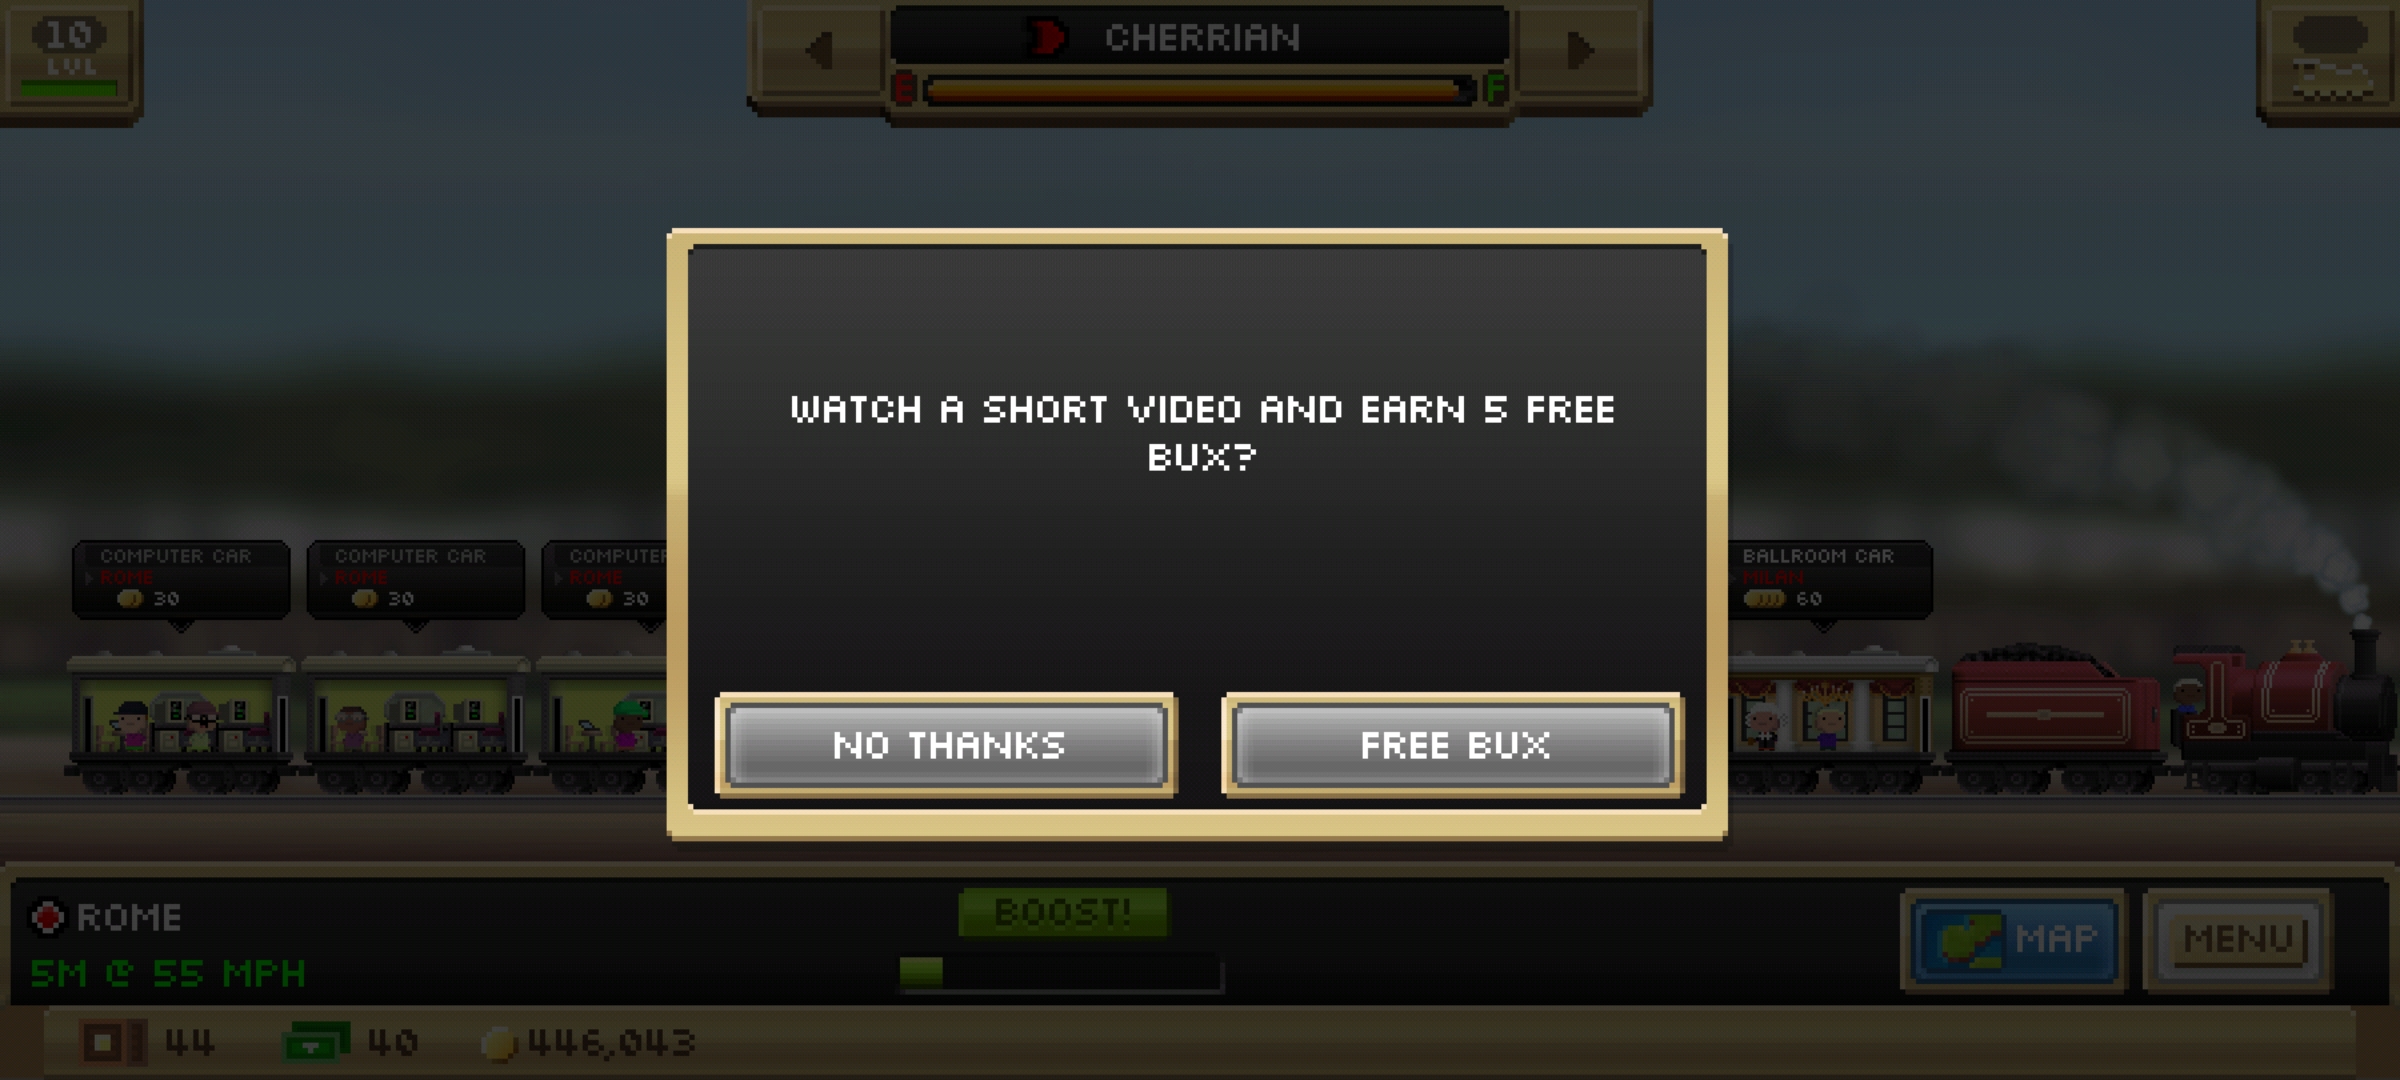 10
LVL
CHERRIAN
E F
WATCH A SHORT VIDEO AND EARN 5 FREE
BUX?
NO THANKS
FREE BUX
COMPUTER CAR
ROME
30
COMPUTER CAR
ROME
30
COMPUTER
ROME
30
BALLROOM CAR
MILAN
60
ROME
5M @ 55 MPH
BOOST!
MAP
MENU
44
40
446,043